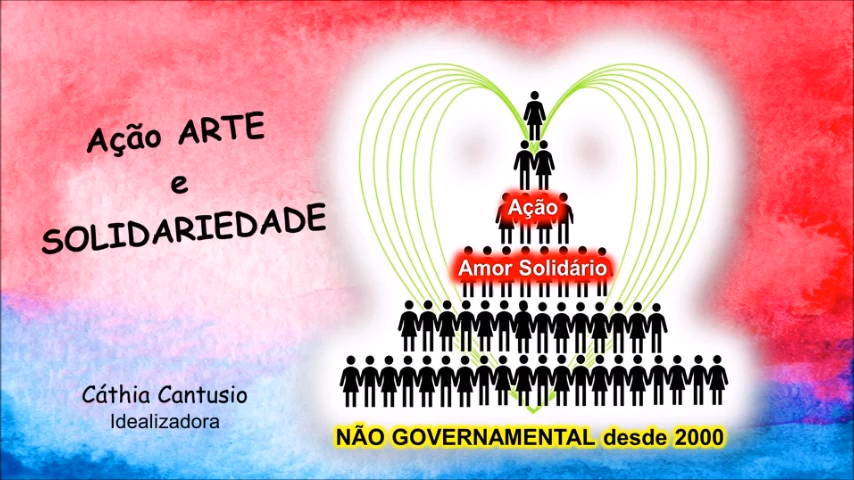 Ação ARTE
e
SOLIDARIEDADE
Ação
Amor Solidário
Cáthia Cantusio
Idealizadora
NÃO GOVERNAMENTAL desde 2000